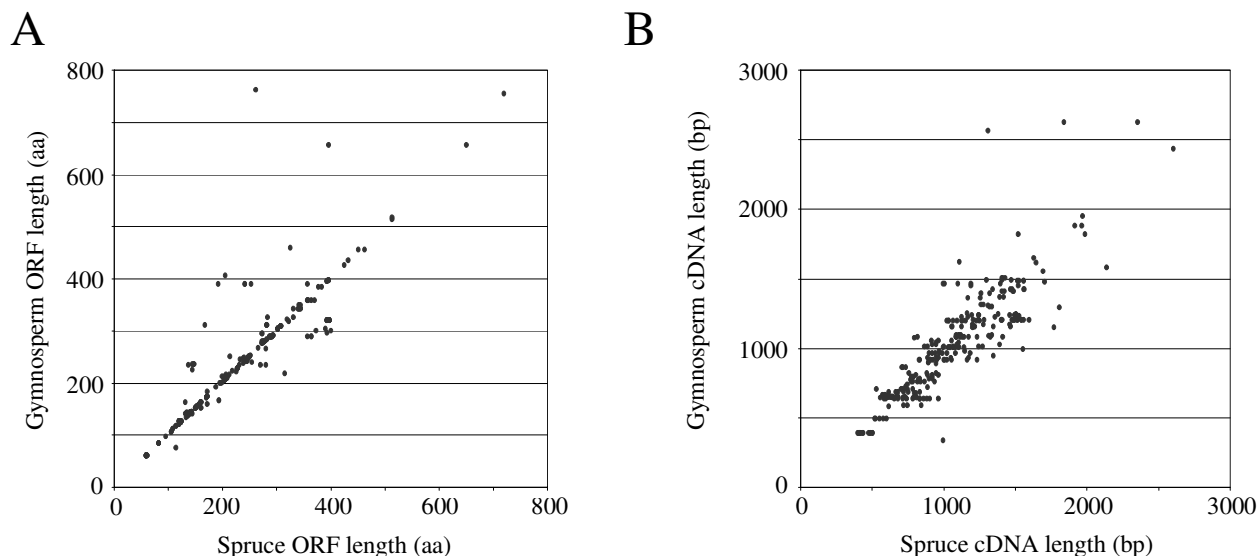 A
800
600
400
200
0
Gymnosperm ORF length (aa)
0 200 400 600 800
Spruce ORF length (aa)
B
3000
2000
1000
0
Gymnosperm cDNA length (bp)
0 1000 2000 3000
Spruce cDNA length (bp)